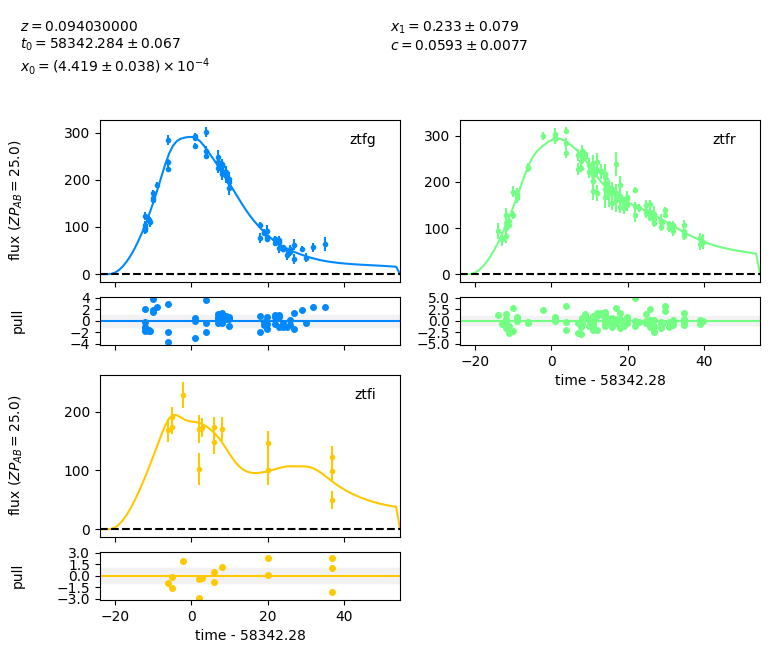 z = 0.094030000
t₀ = 58342.284 ± 0.067
x₀ = (4.419 ± 0.038) × 10⁻⁴
x₁ = 0.233 ± 0.079
c = 0.0593 ± 0.0077
flux (ZP_AB = 25.0)
300
200
100
0
ztfg
pull
4
2
0
−2
−4
300
200
100
0
ztfr
5.0
2.5
0.0
−2.5
−5.0
−20 0 20 40
time - 58342.28
flux (ZP_AB = 25.0)
200
100
0
ztfi
pull
3.0
1.5
0.0
−1.5
−3.0
−20 0 20 40
time - 58342.28